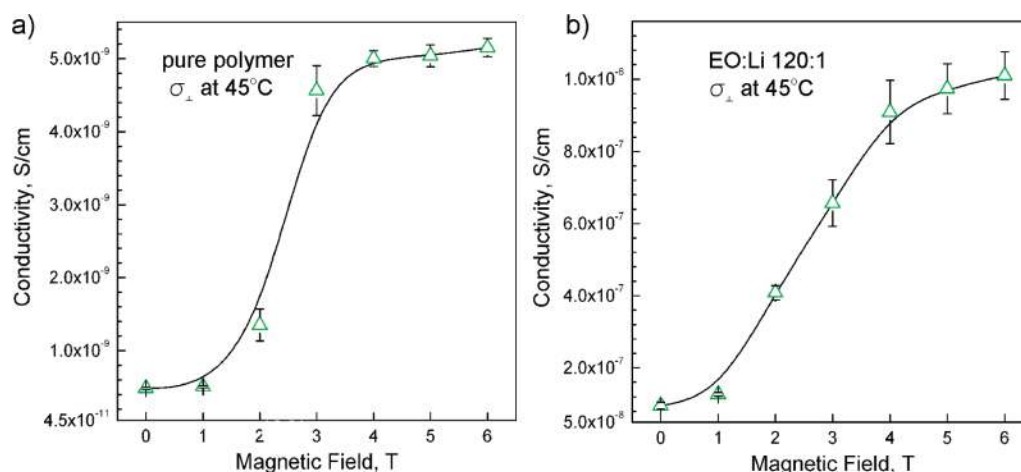 a)
pure polymer
σ⊥ at 45°C
Conductivity, S/cm
5.0x10⁻⁹
4.0x10⁻⁹
3.0x10⁻⁹
2.0x10⁻⁹
1.0x10⁻⁹
4.5x10⁻¹¹
0 1 2 3 4 5 6
Magnetic Field, T
b)
EO:Li 120:1
σ⊥ at 45°C
Conductivity, S/cm
1.0x10⁻⁶
8.0x10⁻⁷
6.0x10⁻⁷
4.0x10⁻⁷
2.0x10⁻⁷
5.0x10⁻⁸
0 1 2 3 4 5 6
Magnetic Field, T